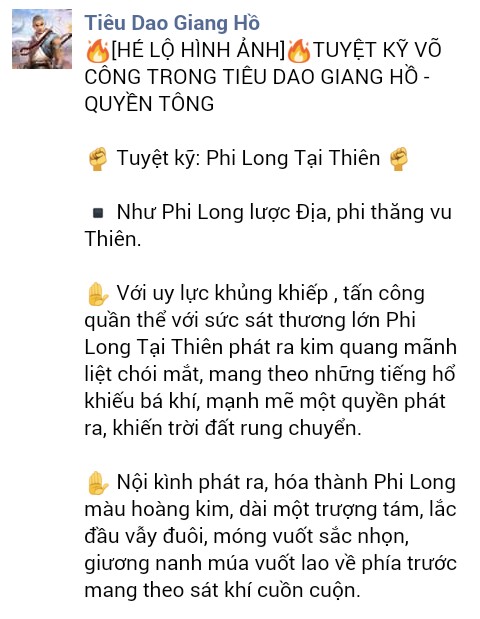 Tiêu Dao Giang Hồ
🔥[HÉ LỘ HÌNH ẢNH]🔥TUYỆT KỸ VÕ
CÔNG TRONG TIÊU DAO GIANG HỒ -
QUYỀN TÔNG
✊ Tuyệt kỹ: Phi Long Tại Thiên ✊
▪ Như Phi Long lược Địa, phi thăng vu
Thiên.
✋ Với uy lực khủng khiếp , tấn công
quần thể với sức sát thương lớn Phi
Long Tại Thiên phát ra kim quang mãnh
liệt chói mắt, mang theo những tiếng hổ
khiếu bá khí, mạnh mẽ một quyền phát
ra, khiến trời đất rung chuyển.
✋ Nội kình phát ra, hóa thành Phi Long
màu hoàng kim, dài một trượng tám, lắc
đầu vẫy đuôi, móng vuốt sắc nhọn,
giương nanh múa vuốt lao về phía trước
mang theo sát khí cuồn cuộn.